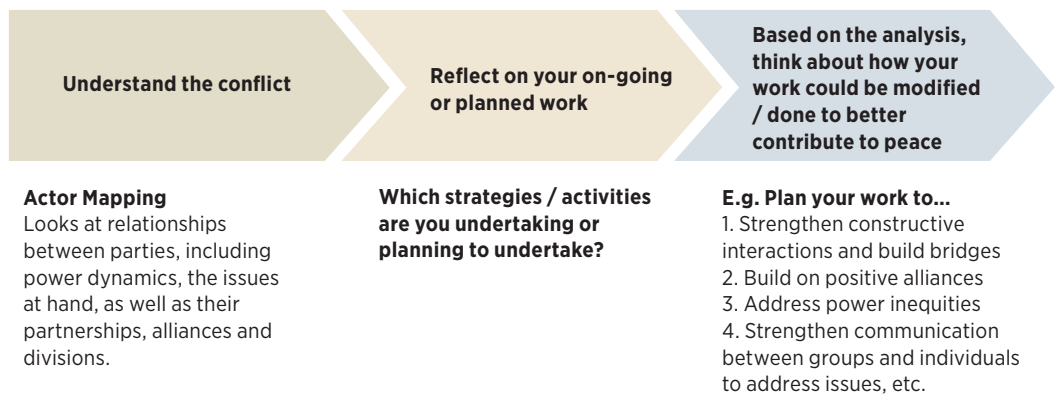 Understand the conflict
Reflect on your on-going
or planned work
Based on the analysis,
think about how your
work could be modified
/ done to better
contribute to peace
Actor Mapping
Looks at relationships
between parties, including
power dynamics, the issues
at hand, as well as their
partnerships, alliances and
divisions.
Which strategies / activities
are you undertaking or
planning to undertake?
E.g. Plan your work to...
1. Strengthen constructive
interactions and build bridges
2. Build on positive alliances
3. Address power inequities
4. Strengthen communication
between groups and individuals
to address issues, etc.